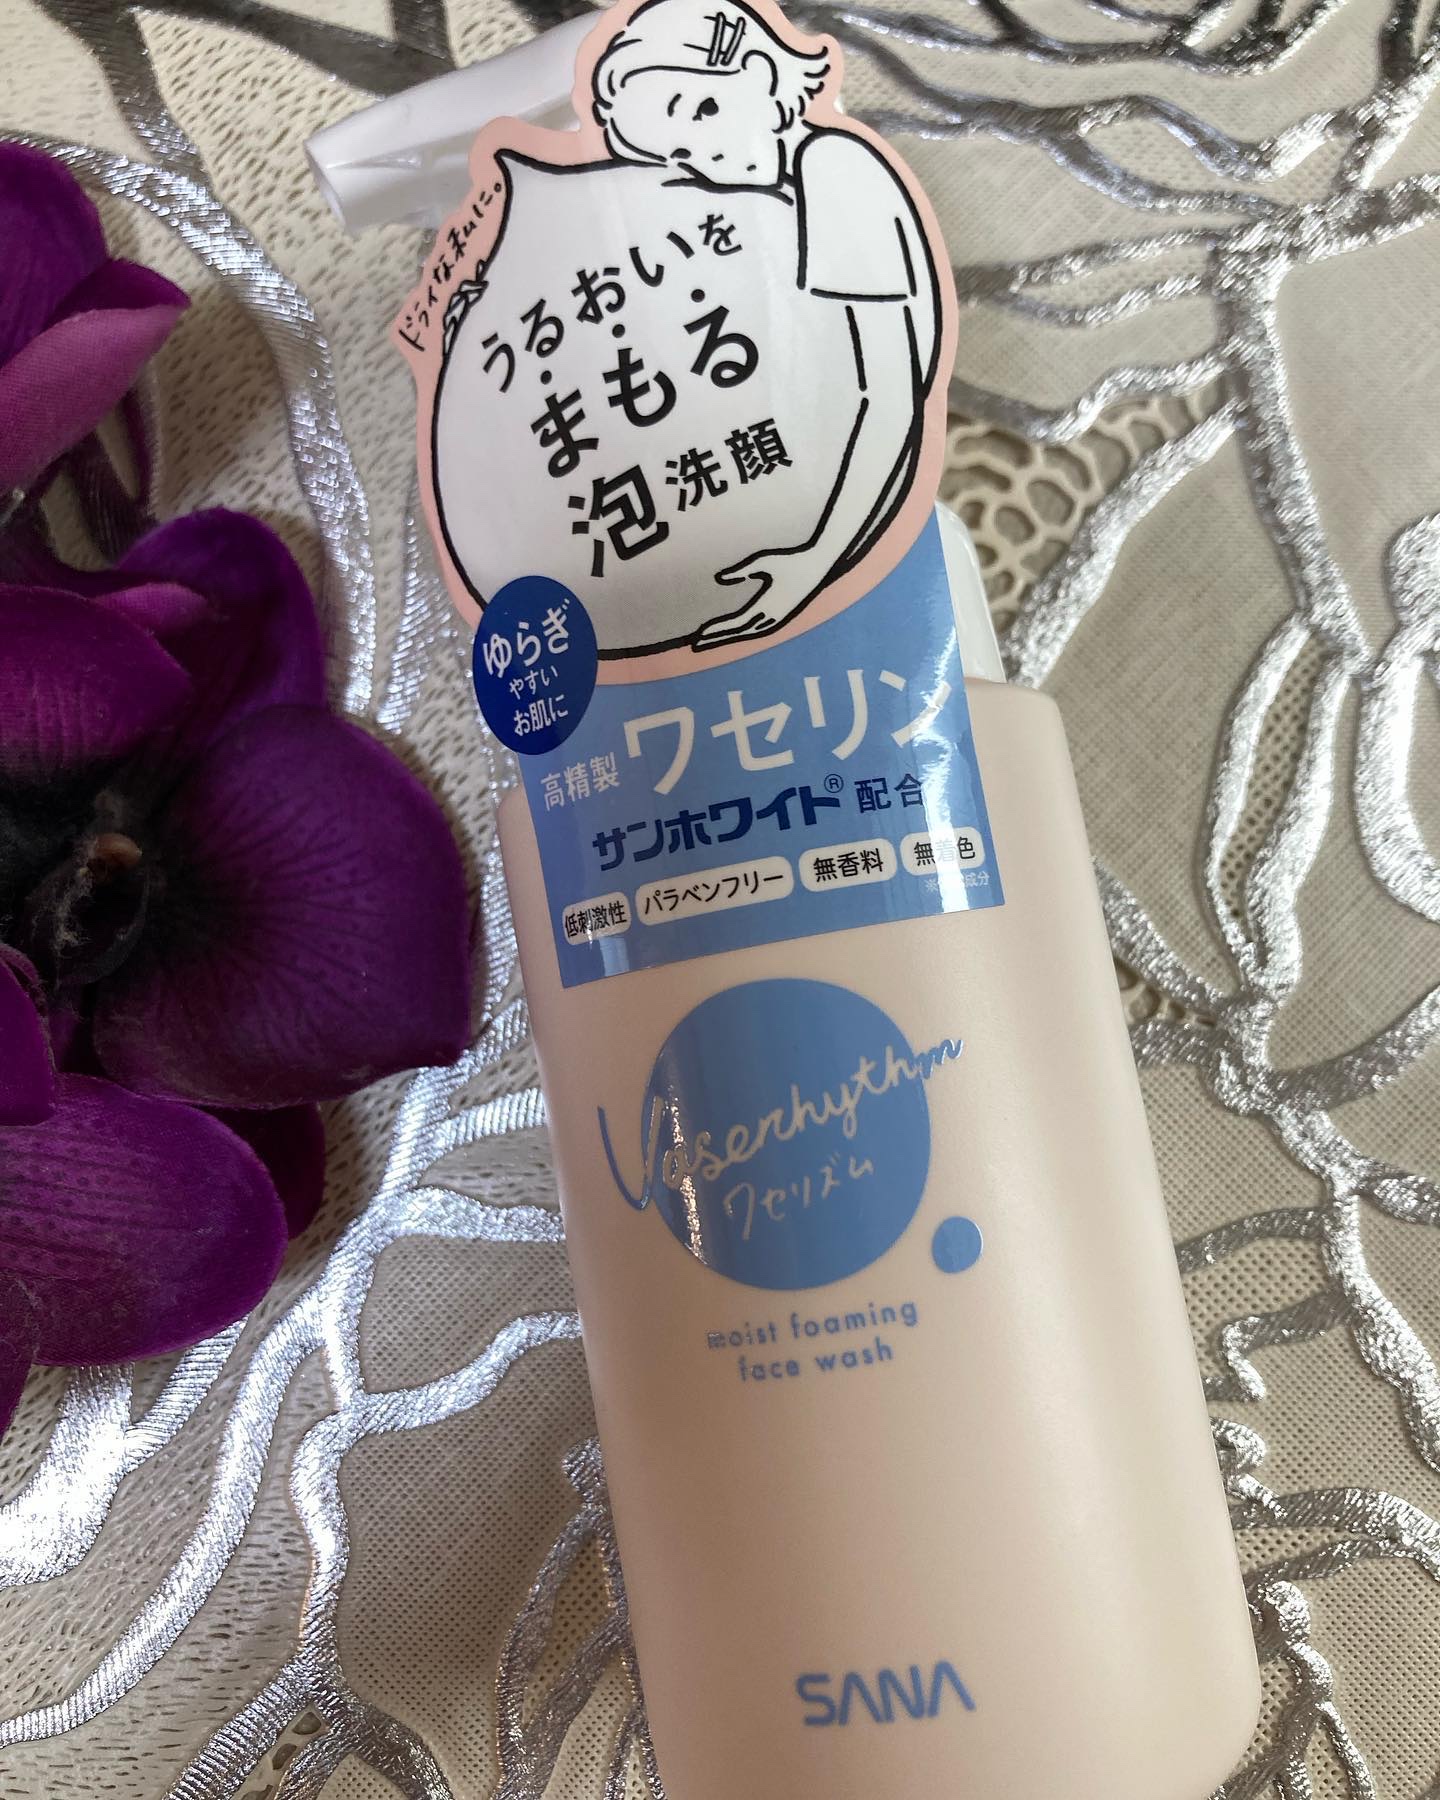 ドライな私に。
うるおいを
まもる
泡洗顔
ゆらぎ
やすい
お肌に
高精製ワセリン
サンホワイト®配合
低刺激性 パラベンフリー 無香料 無着色
Vaserhythm
ワセリズム
moist foaming
face wash
SANA